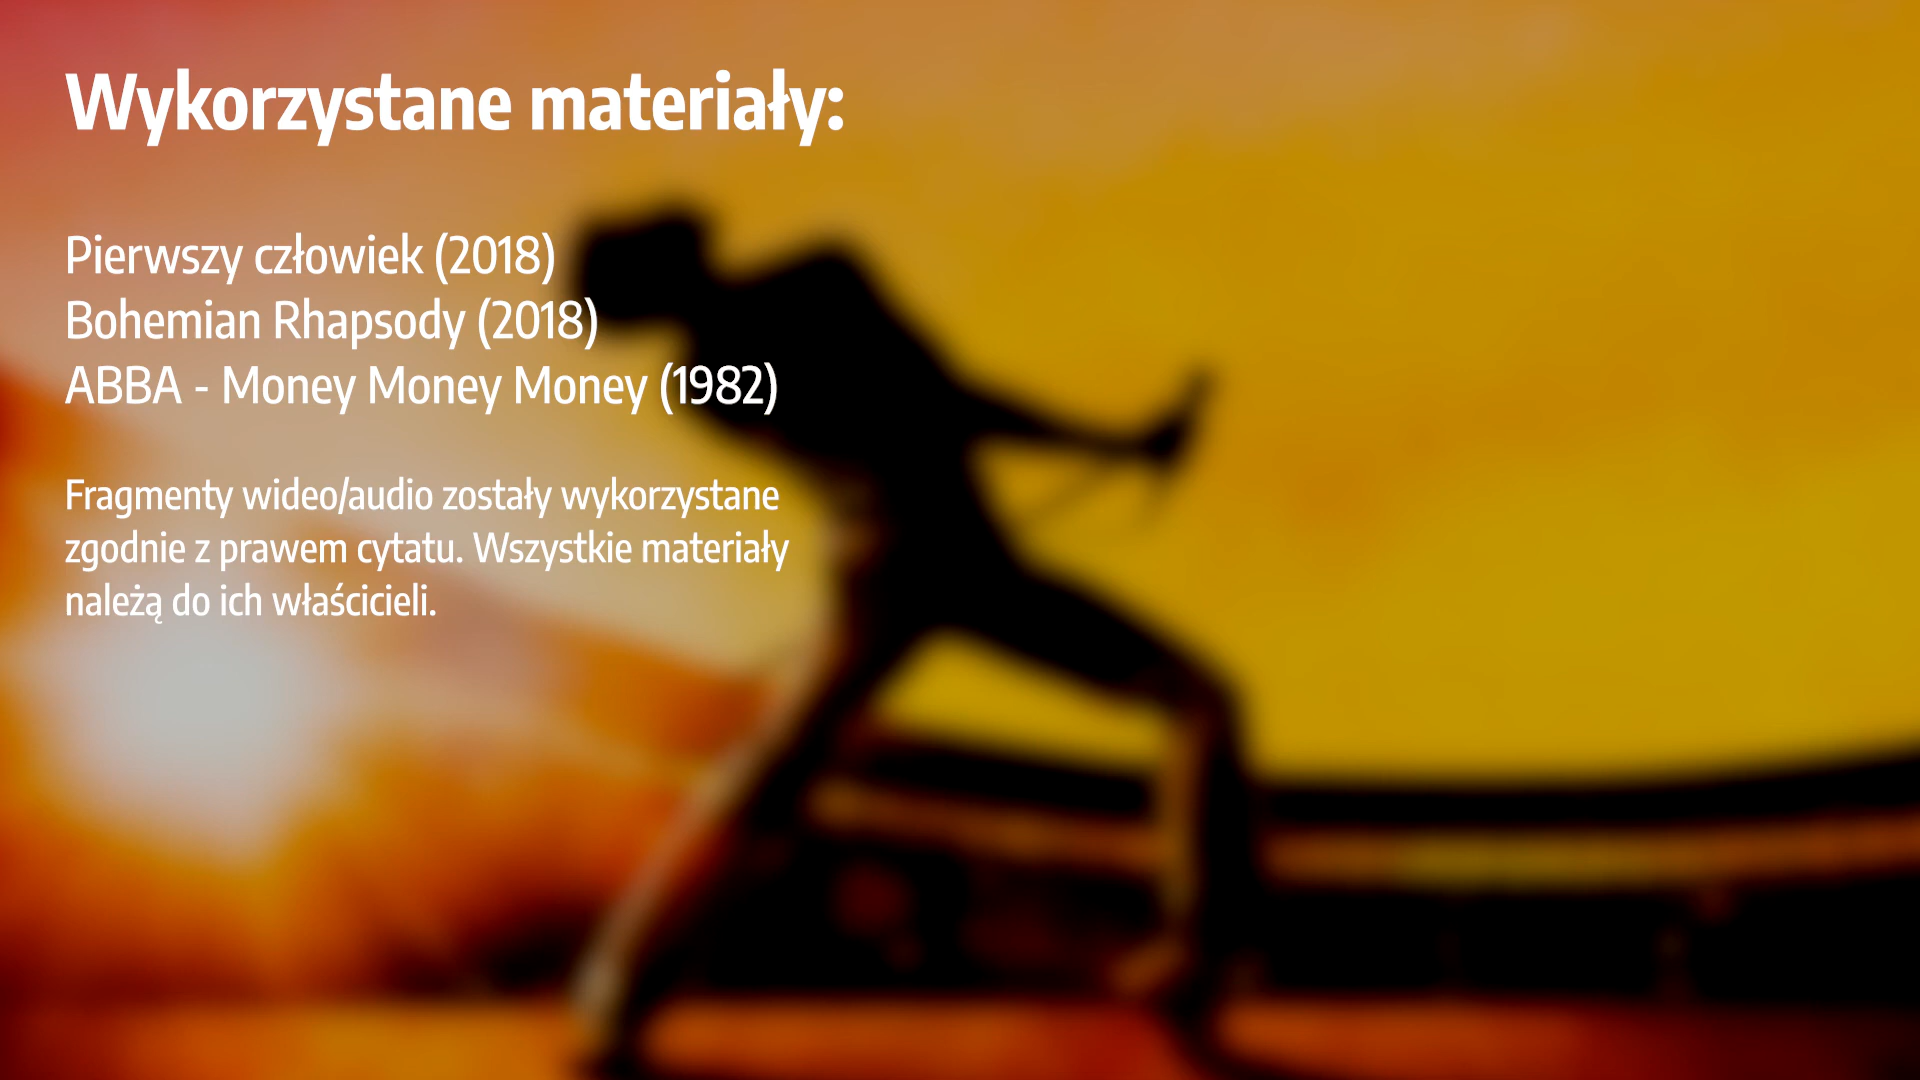 Wykorzystane materiały:
Pierwszy człowiek (2018)
Bohemian Rhapsody (2018)
ABBA - Money Money Money (1982)
Fragmenty wideo/audio zostały wykorzystane
zgodnie z prawem cytatu. Wszystkie materiały
należą do ich właścicieli.